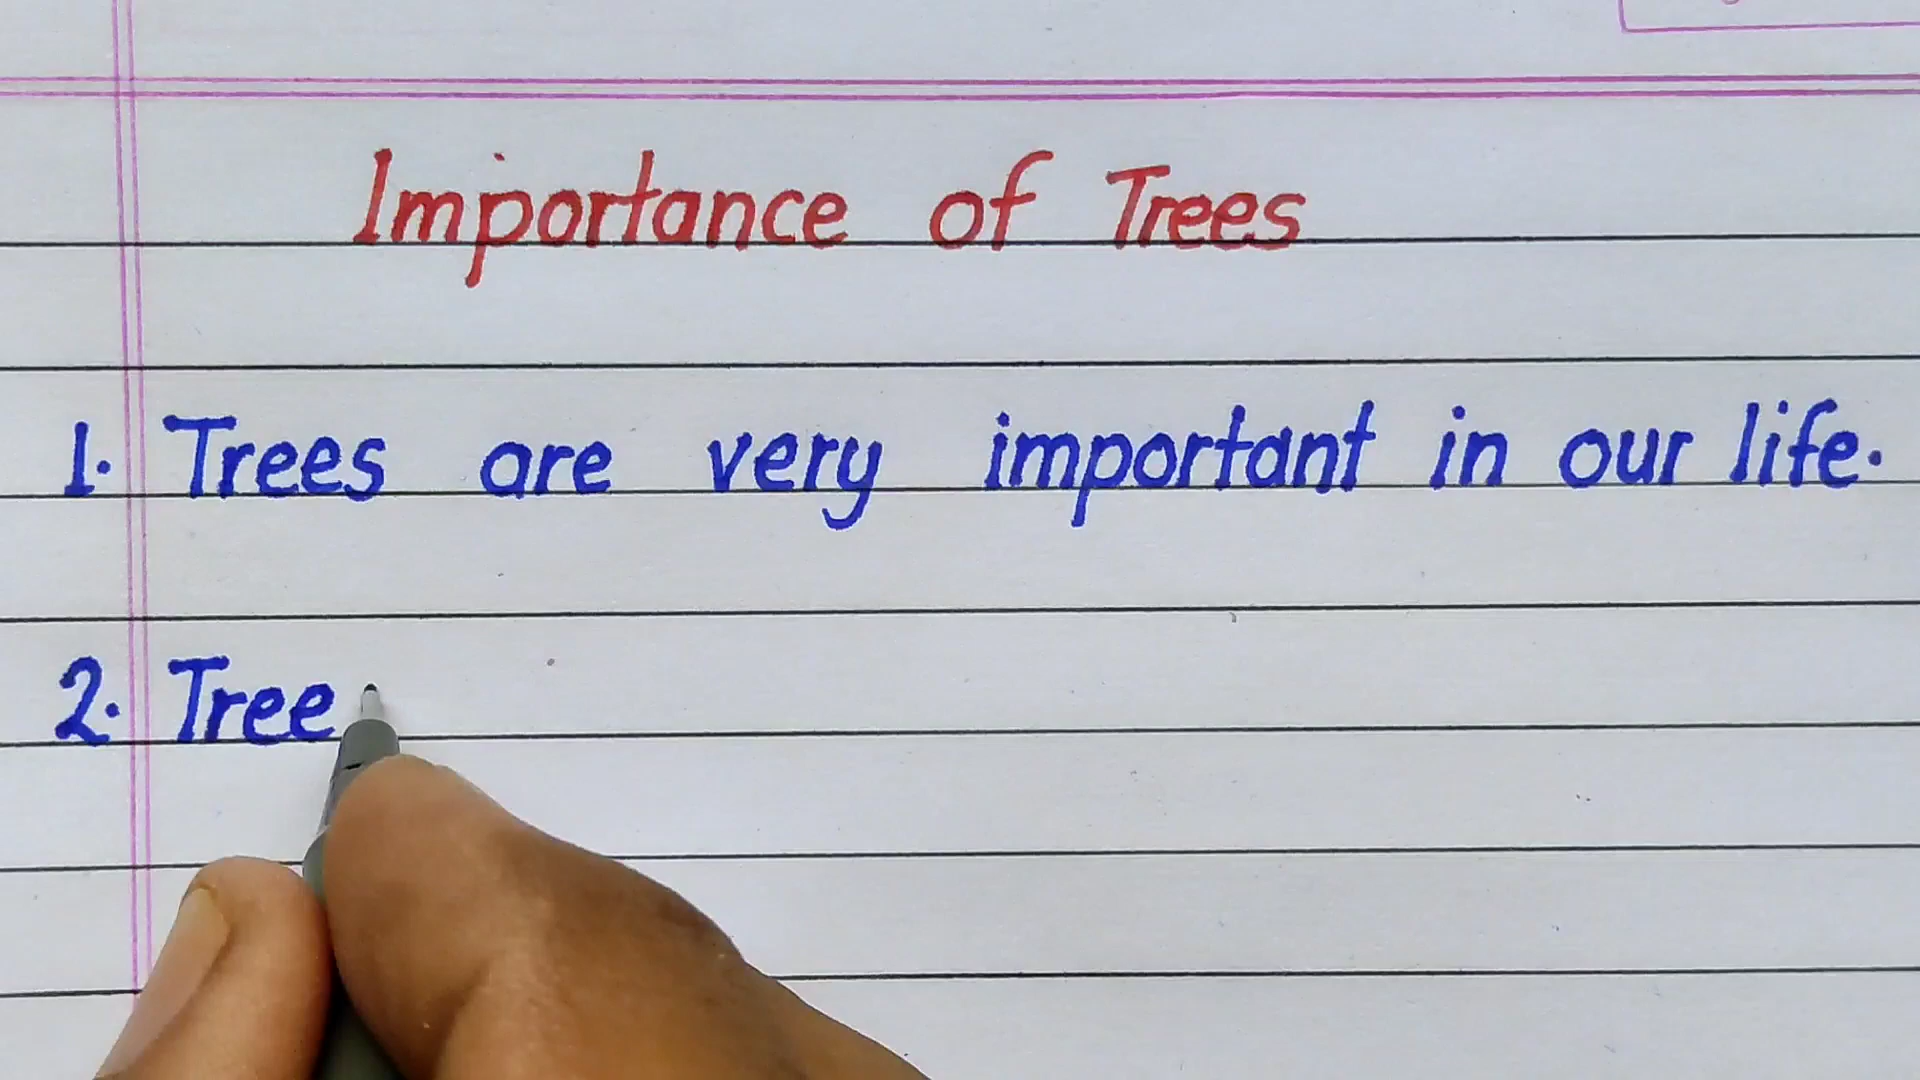 Importance of Trees
1. Trees are very important in our life.
2. Tree